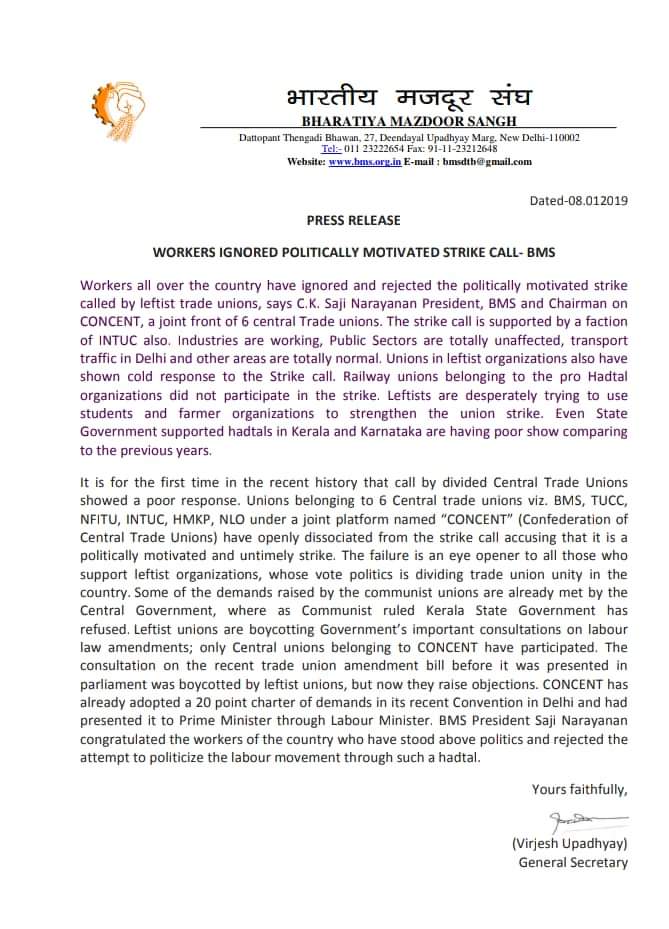 भारतीय मजदूर संघ
BHARATIYA MAZDOOR SANGH
Dattopant Thengadi Bhawan, 27, Deendayal Upadhyay Marg, New Delhi-110002
Tel:- 011 23222654 Fax: 91-11-23212648
Website: www.bms.org.in E-mail : bmsdtb@gmail.com
Dated-08.012019
PRESS RELEASE
WORKERS IGNORED POLITICALLY MOTIVATED STRIKE CALL- BMS
Workers all over the country have ignored and rejected the politically motivated strike
called by leftist trade unions, says C.K. Saji Narayanan President, BMS and Chairman on
CONCENT, a joint front of 6 central Trade unions. The strike call is supported by a faction
of INTUC also. Industries are working, Public Sectors are totally unaffected, transport
traffic in Delhi and other areas are totally normal. Unions in leftist organizations also have
shown cold response to the Strike call. Railway unions belonging to the pro Hadtal
organizations did not participate in the strike. Leftists are desperately trying to use
students and farmer organizations to strengthen the union strike. Even State
Government supported hadtals in Kerala and Karnataka are having poor show comparing
to the previous years.
It is for the first time in the recent history that call by divided Central Trade Unions
showed a poor response. Unions belonging to 6 Central trade unions viz. BMS, TUCC,
NFITU, INTUC, HMKP, NLO under a joint platform named “CONCENT” (Confederation of
Central Trade Unions) have openly dissociated from the strike call accusing that it is a
politically motivated and untimely strike. The failure is an eye opener to all those who
support leftist organizations, whose vote politics is dividing trade union unity in the
country. Some of the demands raised by the communist unions are already met by the
Central Government, where as Communist ruled Kerala State Government has
refused. Leftist unions are boycotting Government’s important consultations on labour
law amendments; only Central unions belonging to CONCENT have participated. The
consultation on the recent trade union amendment bill before it was presented in
parliament was boycotted by leftist unions, but now they raise objections. CONCENT has
already adopted a 20 point charter of demands in its recent Convention in Delhi and had
presented it to Prime Minister through Labour Minister. BMS President Saji Narayanan
congratulated the workers of the country who have stood above politics and rejected the
attempt to politicize the labour movement through such a hadtal.
Yours faithfully,
(Virjesh Upadhyay)
General Secretary